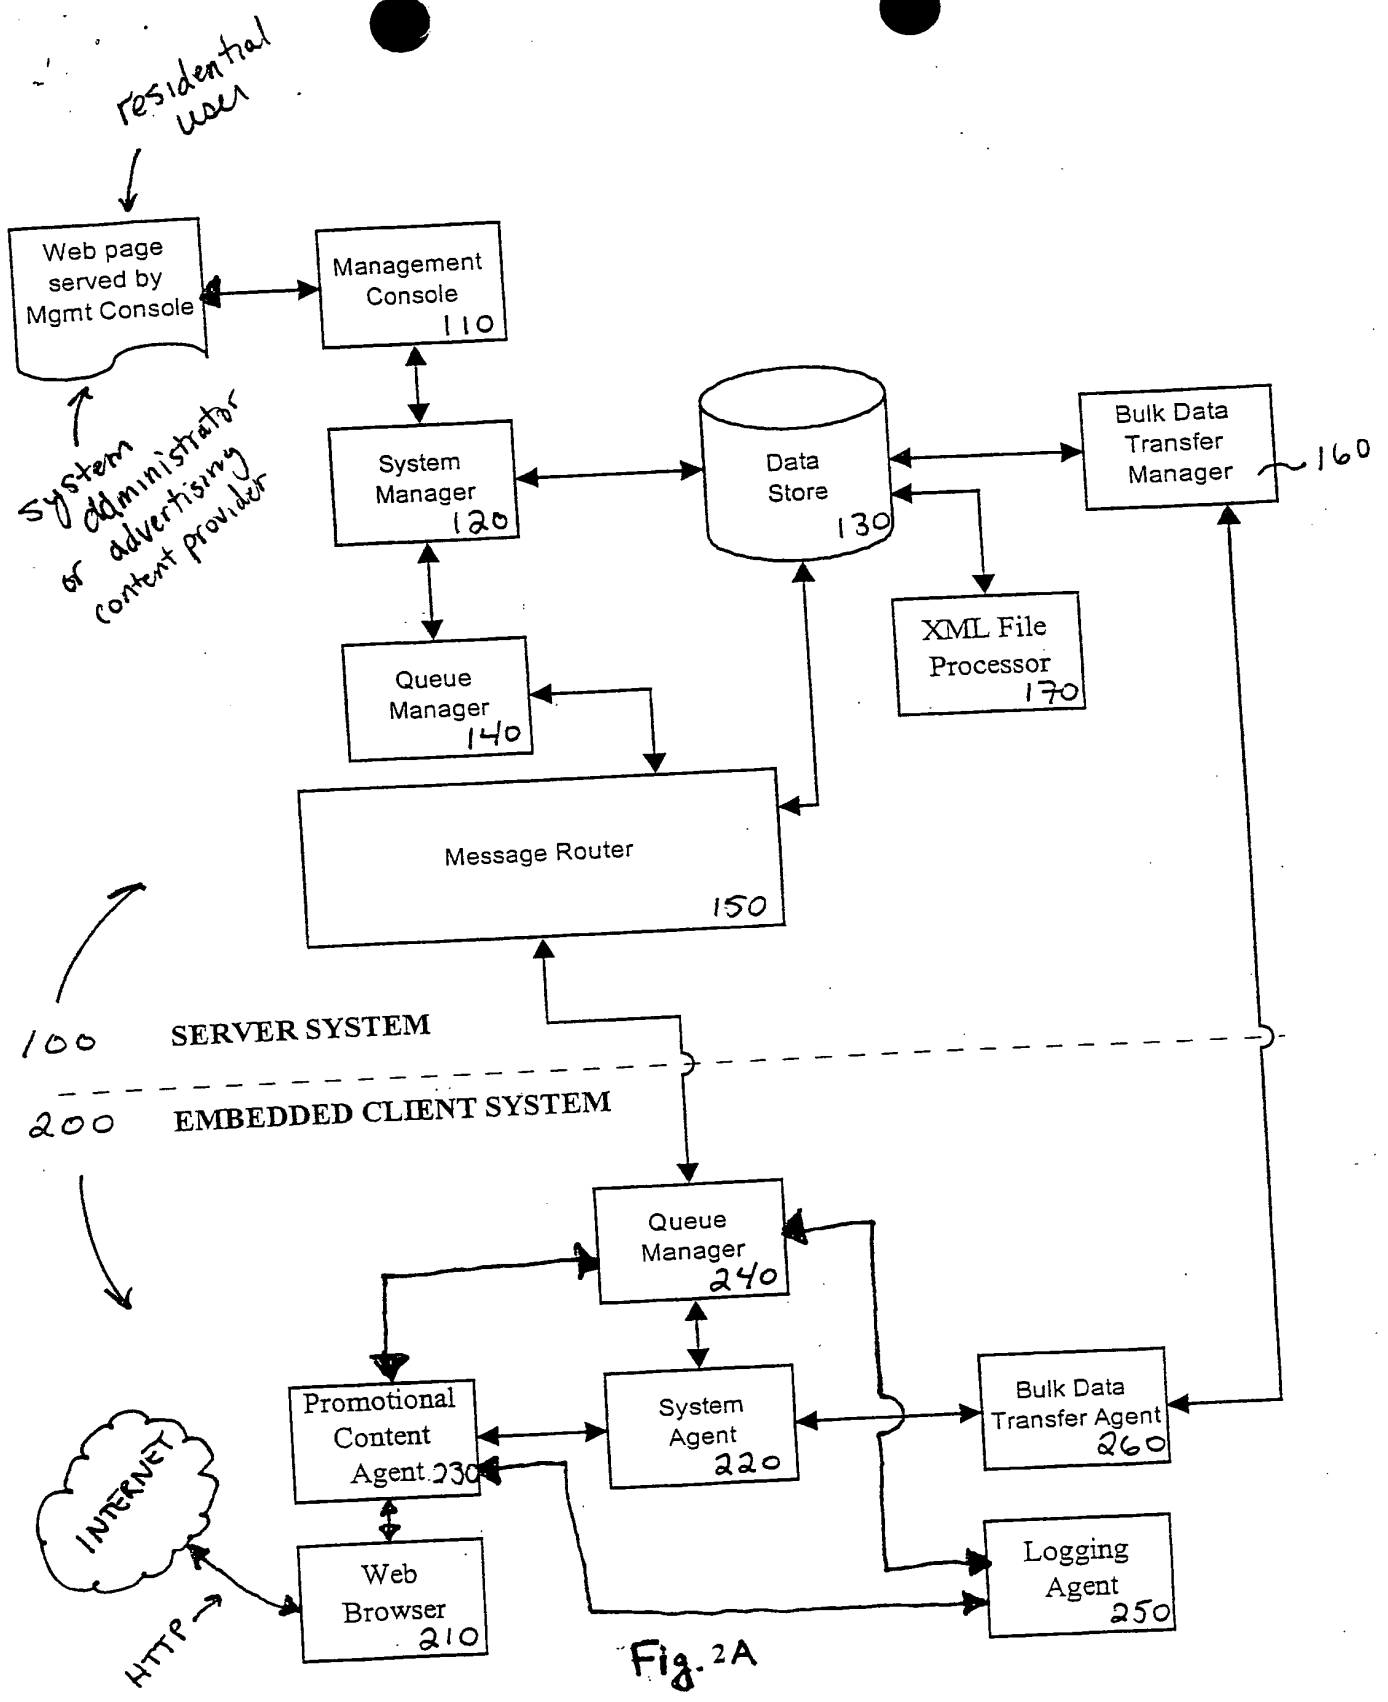 residential
user
Web page
served by
Mgmt Console
Management
Console
110
system
administrator
or advertising
content provider
System
Manager
120
Data
Store
130
Bulk Data
Transfer
Manager
160
XML File
Processor
170
Queue
Manager
140
Message Router
150
100 SERVER SYSTEM
200 EMBEDDED CLIENT SYSTEM
Queue
Manager
240
Promotional
Content
Agent 230
System
Agent
220
Bulk Data
Transfer Agent
260
INTERNET
HTTP
Web
Browser
210
Logging
Agent
250
Fig. 2A